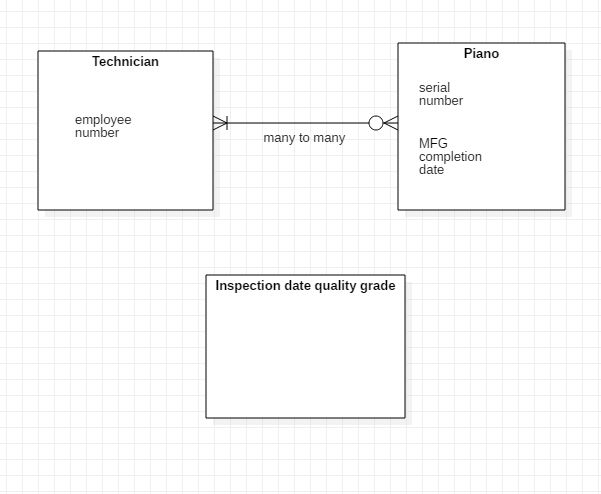 Technician
employee
number
many to many
Piano
serial
number
MFG
completion
date
Inspection date quality grade